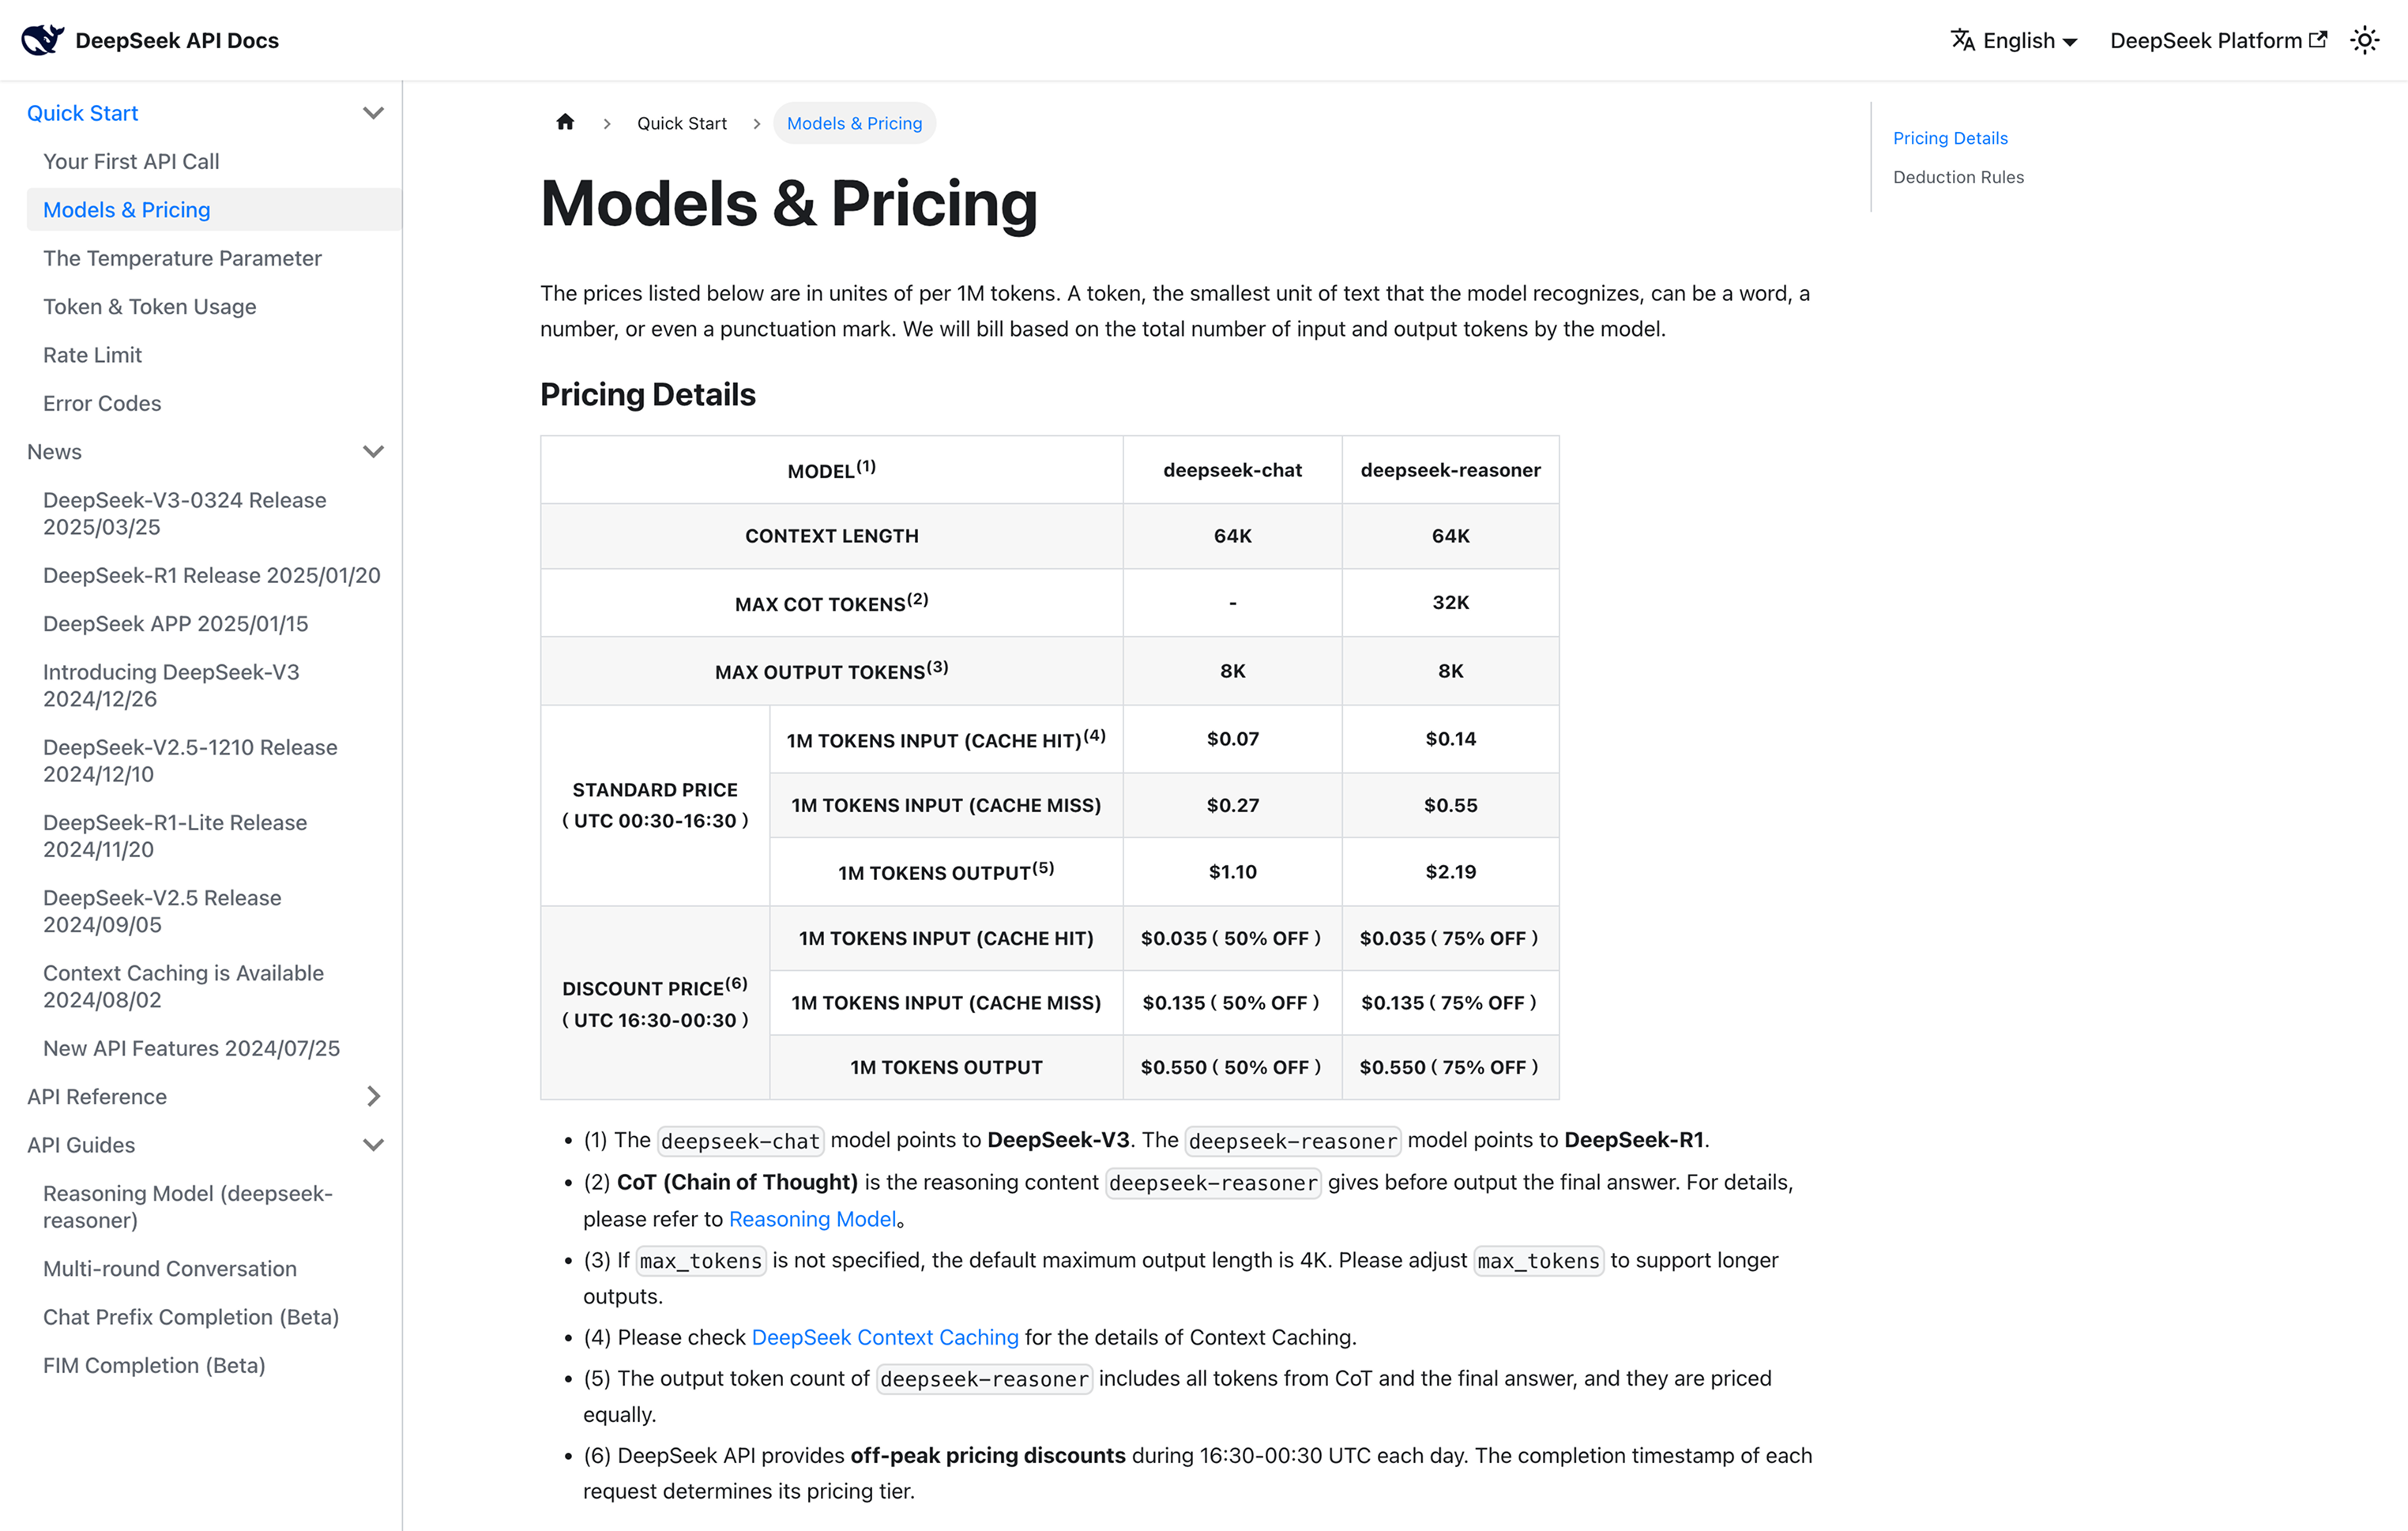 DeepSeek API Docs
English
DeepSeek Platform
Quick Start
Your First API Call
Models & Pricing
The Temperature Parameter
Token & Token Usage
Rate Limit
Error Codes
News
DeepSeek-V3-0324 Release
2025/03/25
DeepSeek-R1 Release 2025/01/20
DeepSeek APP 2025/01/15
Introducing DeepSeek-V3
2024/12/26
DeepSeek-V2.5-1210 Release
2024/12/10
DeepSeek-R1-Lite Release
2024/11/20
DeepSeek-V2.5 Release
2024/09/05
Context Caching is Available
2024/08/02
New API Features 2024/07/25
API Reference
API Guides
Reasoning Model (deepseek-
reasoner)
Multi-round Conversation
Chat Prefix Completion (Beta)
FIM Completion (Beta)
Quick Start
Models & Pricing
Models & Pricing
The prices listed below are in unites of per 1M tokens. A token, the smallest unit of text that the model recognizes, can be a word, a
number, or even a punctuation mark. We will bill based on the total number of input and output tokens by the model.
Pricing Details
MODEL(1) deepseek-chat deepseek-reasoner
CONTEXT LENGTH 64K 64K
MAX COT TOKENS(2) - 32K
MAX OUTPUT TOKENS(3) 8K 8K
STANDARD PRICE
( UTC 00:30-16:30 )
1M TOKENS INPUT (CACHE HIT)(4) $0.07 $0.14
1M TOKENS INPUT (CACHE MISS) $0.27 $0.55
1M TOKENS OUTPUT(5) $1.10 $2.19
DISCOUNT PRICE(6)
( UTC 16:30-00:30 )
1M TOKENS INPUT (CACHE HIT) $0.035 ( 50% OFF ) $0.035 ( 75% OFF )
1M TOKENS INPUT (CACHE MISS) $0.135 ( 50% OFF ) $0.135 ( 75% OFF )
1M TOKENS OUTPUT $0.550 ( 50% OFF ) $0.550 ( 75% OFF )
• (1) The deepseek-chat model points to DeepSeek-V3. The deepseek-reasoner model points to DeepSeek-R1.
• (2) CoT (Chain of Thought) is the reasoning content deepseek-reasoner gives before output the final answer. For details,
please refer to Reasoning Model。
• (3) If max_tokens is not specified, the default maximum output length is 4K. Please adjust max_tokens to support longer
outputs.
• (4) Please check DeepSeek Context Caching for the details of Context Caching.
• (5) The output token count of deepseek-reasoner includes all tokens from CoT and the final answer, and they are priced
equally.
• (6) DeepSeek API provides off-peak pricing discounts during 16:30-00:30 UTC each day. The completion timestamp of each
request determines its pricing tier.
Pricing Details
Deduction Rules